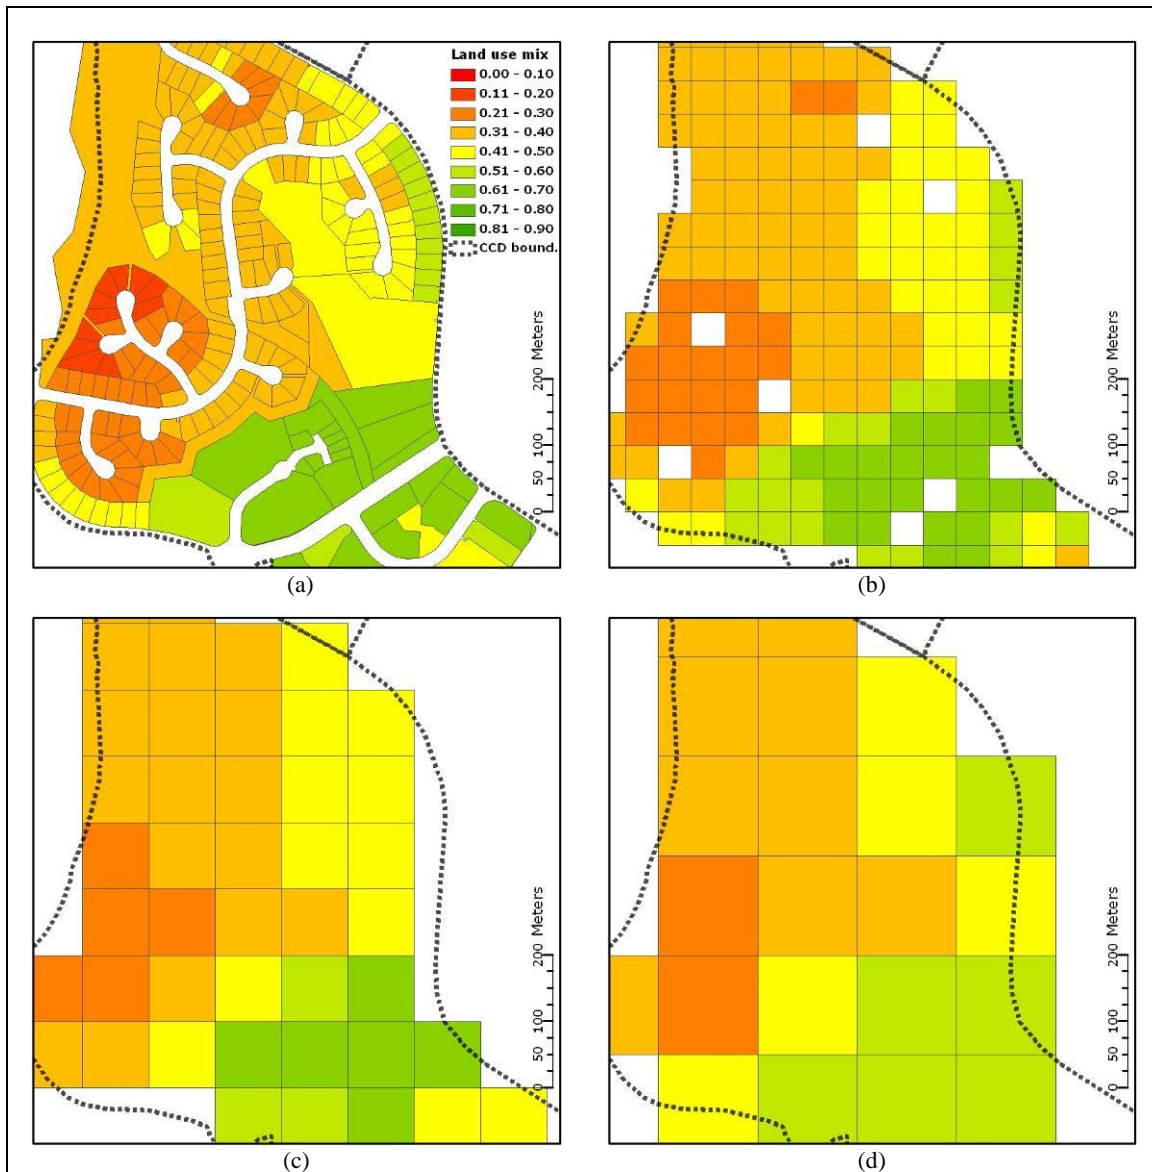 Land use mix
0.00 - 0.10
0.11 - 0.20
0.21 - 0.30
0.31 - 0.40
0.41 - 0.50
0.51 - 0.60
0.61 - 0.70
0.71 - 0.80
0.81 - 0.90
CCD bound.
0 50 100 200 Meters
0 50 100 200 Meters
(a)
(b)
0 50 100 200 Meters
0 50 100 200 Meters
(c)
(d)